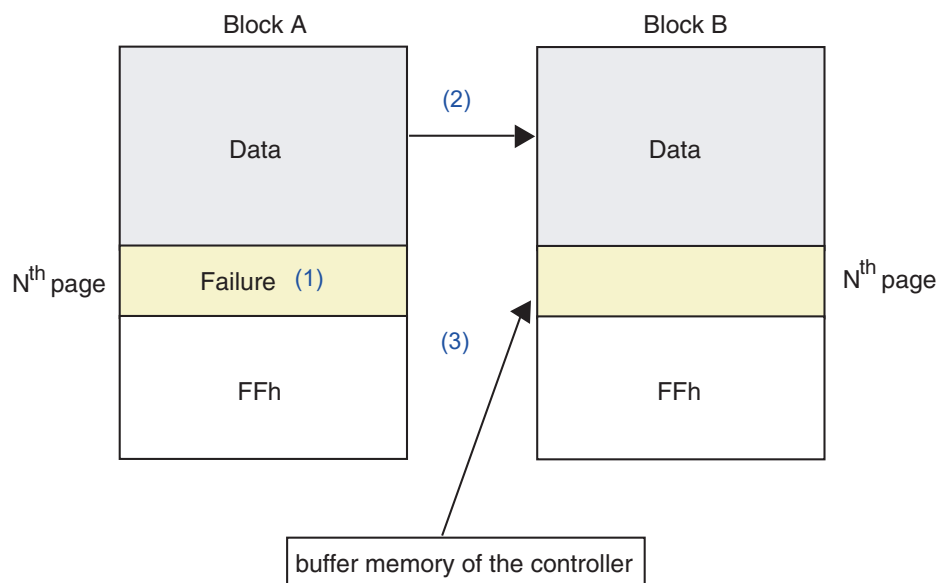 Block A
Block B
(2)
Data
Data
Nth page
Failure (1)
Nth page
(3)
FFh
FFh
buffer memory of the controller